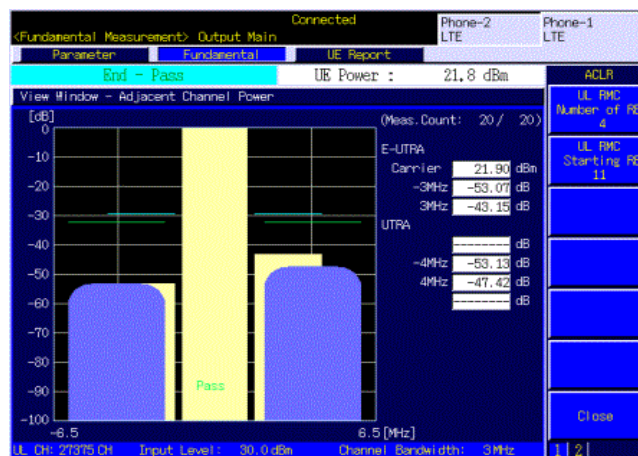 Connected
<Fundamental Measurement> Output Main
Phone-2
LTE
Phone-1
LTE
Parameter
Fundamental
UE Report
End - Pass
UE Power : 21.8 dBm
ACLR
View Window - Adjacent Channel Power
UL RMC
Number of RB
4
UL RMC
Starting RB
11
[dB]
(Meas.Count: 20 / 20)
0
-10
-20
-30
-40
-50
-60
-70
-80
-90
-100
E-UTRA
Carrier 21.90 dBm
-3MHz -53.07 dB
3MHz -43.15 dB
UTRA
------- dB
-4MHz -53.13 dB
4MHz -47.42 dB
------- dB
Pass
-6.5
6.5 [MHz]
Close
UL CH: 27375 CH Input Level: 30.0 dBm Channel Bandwidth: 3 MHz
1 2